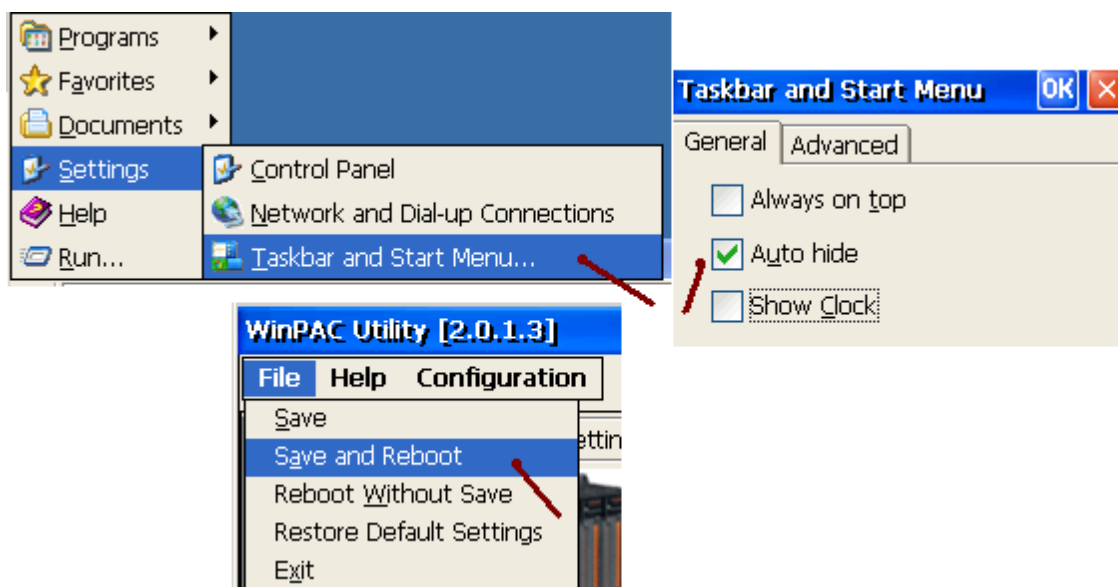 Programs
Favorites
Documents
Settings
Help
Run...
Control Panel
Network and Dial-up Connections
Taskbar and Start Menu...
Taskbar and Start Menu OK
General Advanced
Always on top
Auto hide
Show Clock
WinPAC Utility [2.0.1.3]
File Help Configuration
Save
Save and Reboot
Reboot Without Save
Restore Default Settings
Exit